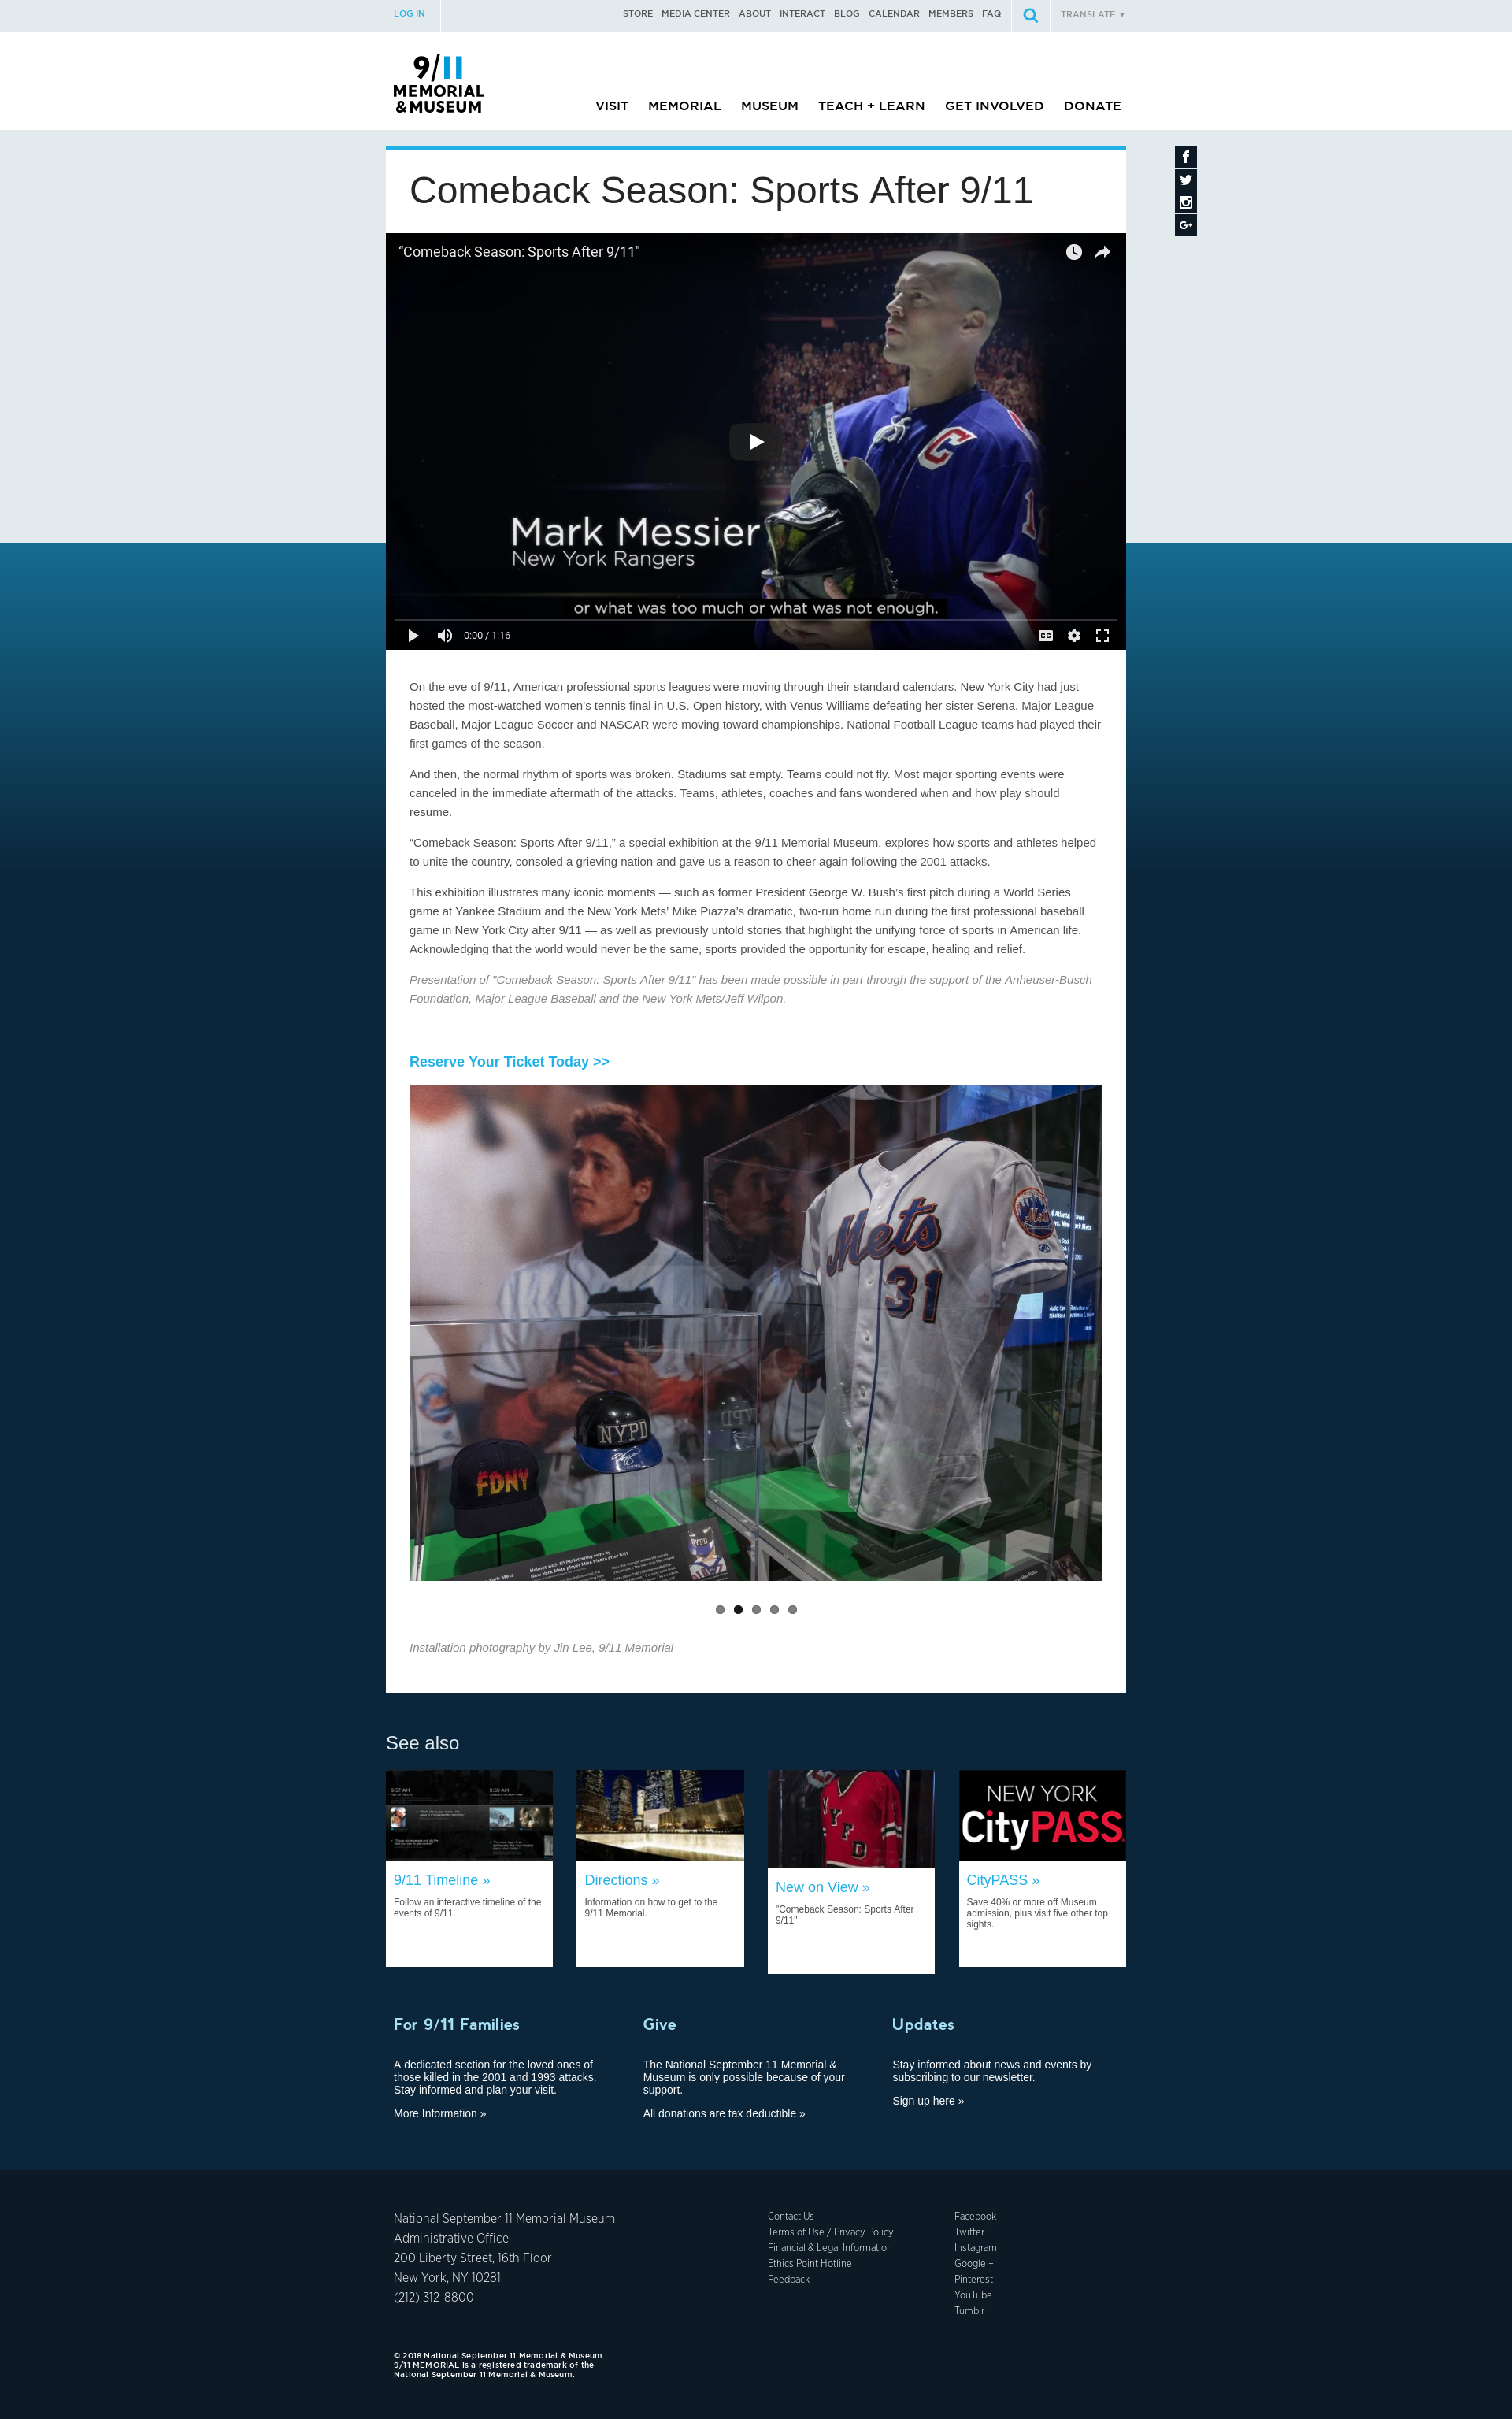 LOG IN
STORE MEDIA CENTER ABOUT INTERACT BLOG CALENDAR MEMBERS FAQ
TRANSLATE ▼
9/11
MEMORIAL
&MUSEUM
VISIT MEMORIAL MUSEUM TEACH + LEARN GET INVOLVED DONATE
Comeback Season: Sports After 9/11
“Comeback Season: Sports After 9/11"
C
Mark Messier
New York Rangers
or what was too much or what was not enough.
0:00 / 1:16
CC
On the eve of 9/11, American professional sports leagues were moving through their standard calendars. New York City had just
hosted the most-watched women’s tennis final in U.S. Open history, with Venus Williams defeating her sister Serena. Major League
Baseball, Major League Soccer and NASCAR were moving toward championships. National Football League teams had played their
first games of the season.
And then, the normal rhythm of sports was broken. Stadiums sat empty. Teams could not fly. Most major sporting events were
canceled in the immediate aftermath of the attacks. Teams, athletes, coaches and fans wondered when and how play should
resume.
“Comeback Season: Sports After 9/11,” a special exhibition at the 9/11 Memorial Museum, explores how sports and athletes helped
to unite the country, consoled a grieving nation and gave us a reason to cheer again following the 2001 attacks.
This exhibition illustrates many iconic moments — such as former President George W. Bush’s first pitch during a World Series
game at Yankee Stadium and the New York Mets’ Mike Piazza’s dramatic, two-run home run during the first professional baseball
game in New York City after 9/11 — as well as previously untold stories that highlight the unifying force of sports in American life.
Acknowledging that the world would never be the same, sports provided the opportunity for escape, healing and relief.
Presentation of "Comeback Season: Sports After 9/11" has been made possible in part through the support of the Anheuser-Busch
Foundation, Major League Baseball and the New York Mets/Jeff Wilpon.
Reserve Your Ticket Today >>
Mets
31
NYPD
FDNY
Installation photography by Jin Lee, 9/11 Memorial
See also
NYFD
NEW YORK
CityPASS
9/11 Timeline »
Follow an interactive timeline of the
events of 9/11.
Directions »
Information on how to get to the
9/11 Memorial.
New on View »
"Comeback Season: Sports After
9/11"
CityPASS »
Save 40% or more off Museum
admission, plus visit five other top
sights.
For 9/11 Families
A dedicated section for the loved ones of
those killed in the 2001 and 1993 attacks.
Stay informed and plan your visit.
More Information »
Give
The National September 11 Memorial &
Museum is only possible because of your
support.
All donations are tax deductible »
Updates
Stay informed about news and events by
subscribing to our newsletter.
Sign up here »
National September 11 Memorial Museum
Administrative Office
200 Liberty Street, 16th Floor
New York, NY 10281
(212) 312-8800
Contact Us
Terms of Use / Privacy Policy
Financial & Legal Information
Ethics Point Hotline
Feedback
Facebook
Twitter
Instagram
Google +
Pinterest
YouTube
Tumblr
© 2018 National September 11 Memorial & Museum
9/11 MEMORIAL is a registered trademark of the
National September 11 Memorial & Museum.